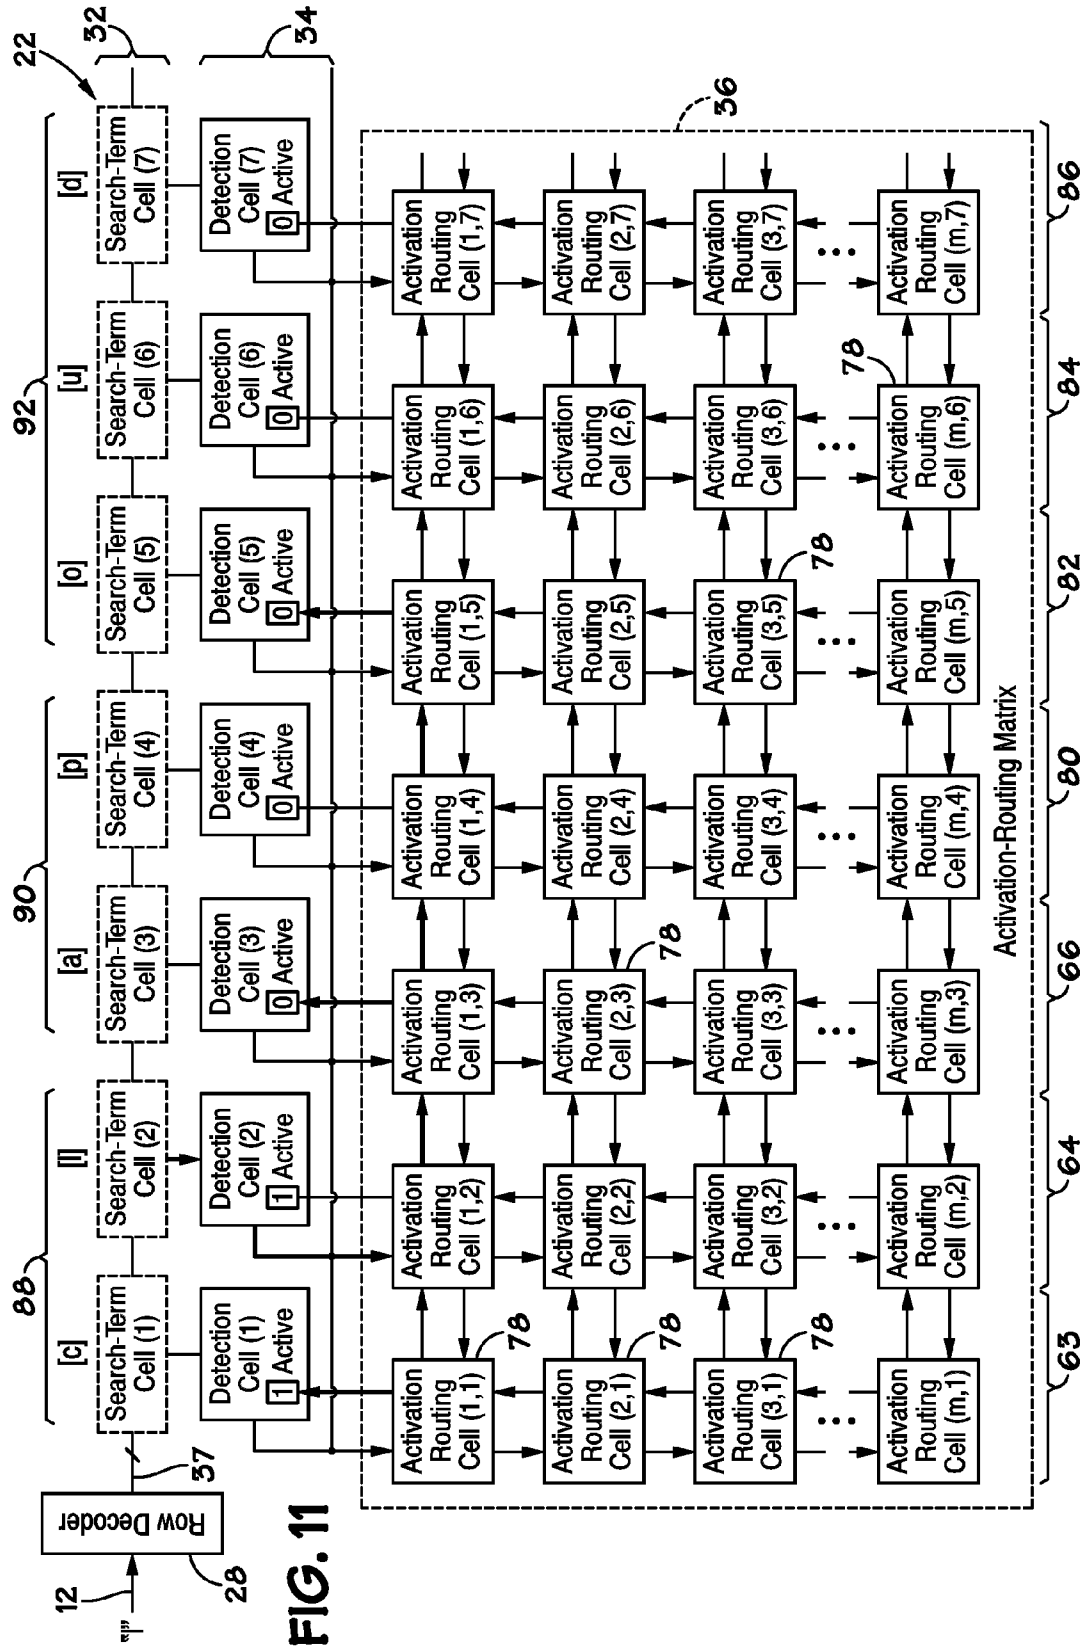 22
92
90
88
32
[c]
[l]
[a]
[p]
[o]
[u]
[d]
12
"l"
Row Decoder
28
37
Search-Term
Cell (1)
Search-Term
Cell (2)
Search-Term
Cell (3)
Search-Term
Cell (4)
Search-Term
Cell (5)
Search-Term
Cell (6)
Search-Term
Cell (7)
34
Detection
Cell (1)
1 Active
Detection
Cell (2)
1 Active
Detection
Cell (3)
0 Active
Detection
Cell (4)
0 Active
Detection
Cell (5)
0 Active
Detection
Cell (6)
0 Active
Detection
Cell (7)
0 Active
36
Activation
Routing
Cell (1,1)
78
Activation
Routing
Cell (1,2)
Activation
Routing
Cell (1,3)
Activation
Routing
Cell (1,4)
Activation
Routing
Cell (1,5)
Activation
Routing
Cell (1,6)
Activation
Routing
Cell (1,7)
Activation
Routing
Cell (2,1)
78
Activation
Routing
Cell (2,2)
Activation
Routing
Cell (2,3)
78
Activation
Routing
Cell (2,4)
Activation
Routing
Cell (2,5)
Activation
Routing
Cell (2,6)
Activation
Routing
Cell (2,7)
Activation
Routing
Cell (3,1)
78
Activation
Routing
Cell (3,2)
Activation
Routing
Cell (3,3)
Activation
Routing
Cell (3,4)
Activation
Routing
Cell (3,5)
78
Activation
Routing
Cell (3,6)
Activation
Routing
Cell (3,7)
Activation
Routing
Cell (m,1)
Activation
Routing
Cell (m,2)
Activation
Routing
Cell (m,3)
Activation
Routing
Cell (m,4)
Activation
Routing
Cell (m,5)
Activation
Routing
Cell (m,6)
78
Activation
Routing
Cell (m,7)
Activation-Routing Matrix
63
64
66
80
82
84
86
FIG. 11